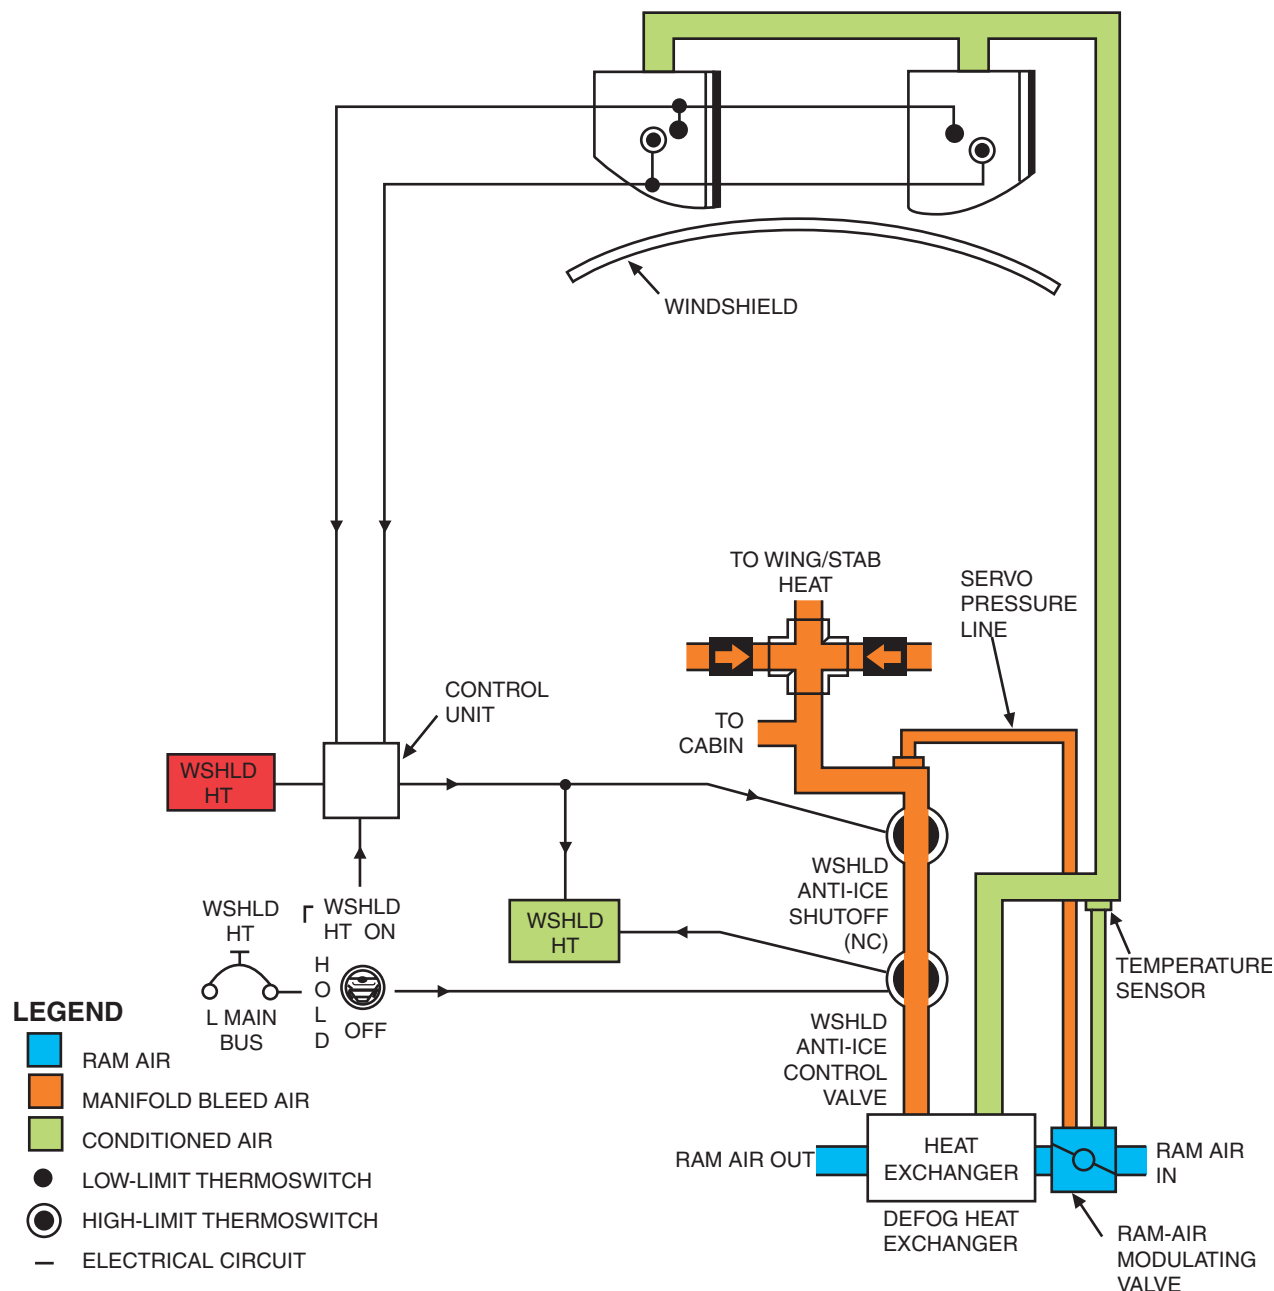 WINDSHIELD
TO WING/STAB
HEAT
SERVO
PRESSURE
LINE
CONTROL
UNIT
TO
CABIN
WSHLD
HT
WSHLD
ANTI-ICE
SHUTOFF
(NC)
WSHLD
HT
WSHLD
HT ON
WSHLD
HT
HOLD
OFF
L MAIN
BUS
TEMPERATURE
SENSOR
WSHLD
ANTI-ICE
CONTROL
VALVE
LEGEND
RAM AIR
MANIFOLD BLEED AIR
CONDITIONED AIR
LOW-LIMIT THERMOSWITCH
HIGH-LIMIT THERMOSWITCH
ELECTRICAL CIRCUIT
RAM AIR OUT
HEAT
EXCHANGER
RAM AIR
IN
DEFOG HEAT
EXCHANGER
RAM-AIR
MODULATING
VALVE